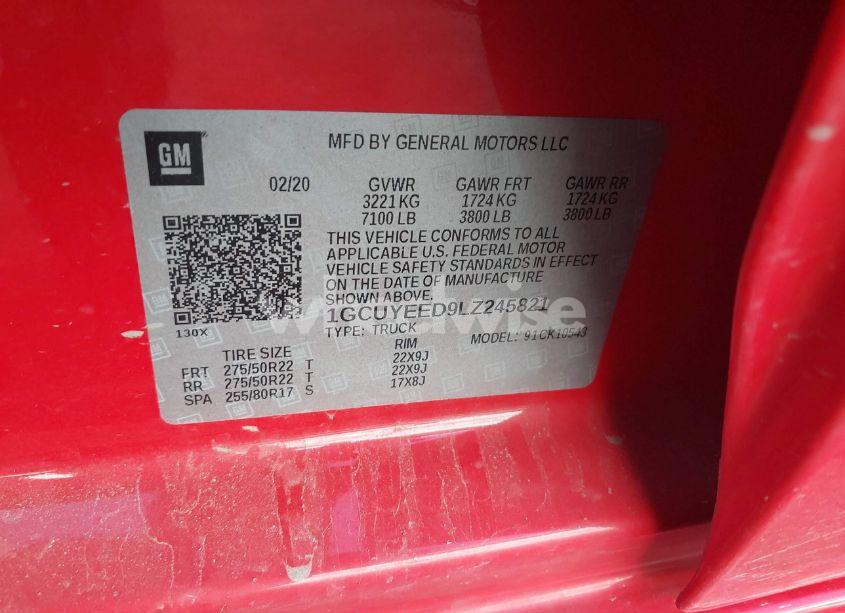 GM
MFD BY GENERAL MOTORS LLC
02/20 GVWR GAWR FRT GAWR RR
3221 KG 1724 KG 1724 KG
7100 LB 3800 LB 3800 LB
THIS VEHICLE CONFORMS TO ALL
APPLICABLE U.S. FEDERAL MOTOR
VEHICLE SAFETY STANDARDS IN EFFECT
ON THE DATE OF MANUFACTURE
SHOWN ABOVE.
1GCUYEED9LZ245821
130X
TYPE: TRUCK MODEL: 91CK10543
TIRE SIZE RIM
FRT 275/50R22 T 22X9J
RR 275/50R22 T 22X9J
SPA 255/80R17 S 17X8J